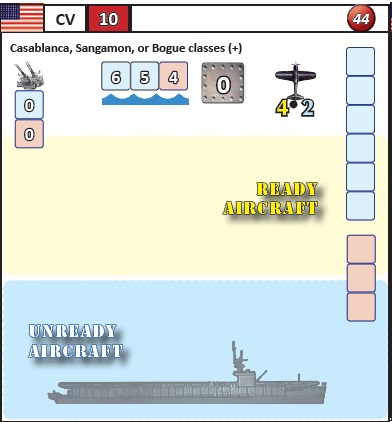 CV 10 44
Casablanca, Sangamon, or Bogue classes (+)
6 5 4 0 4 2
0
0
READY
AIRCRAFT
UNREADY
AIRCRAFT